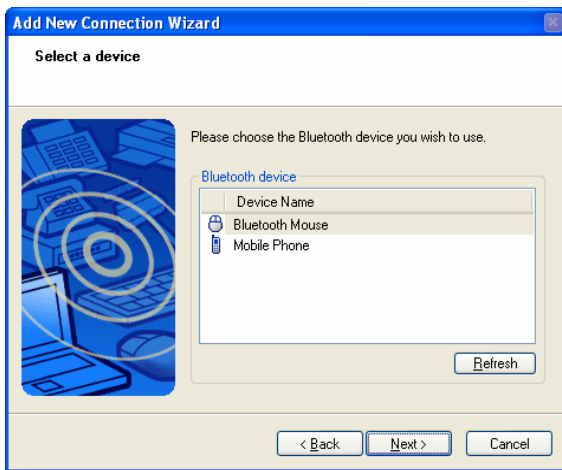 Add New Connection Wizard
Select a device
Please choose the Bluetooth device you wish to use.
Bluetooth device
Device Name
Bluetooth Mouse
Mobile Phone
Refresh
< Back Next > Cancel